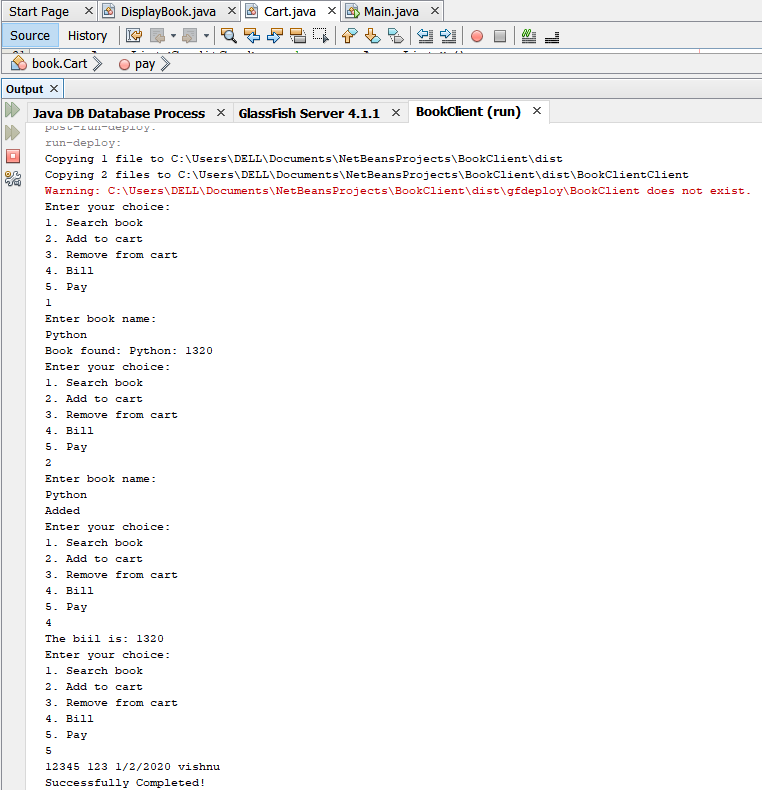 Start Page DisplayBook.java Cart.java Main.java
Source History
book.Cart pay
Output
Java DB Database Process GlassFish Server 4.1.1 BookClient (run)
post-run-deploy:
run-deploy:
Copying 1 file to C:\Users\DELL\Documents\NetBeansProjects\BookClient\dist
Copying 2 files to C:\Users\DELL\Documents\NetBeansProjects\BookClient\dist\BookClientClient
Warning: C:\Users\DELL\Documents\NetBeansProjects\BookClient\dist\gfdeploy\BookClient does not exist.
Enter your choice:
1. Search book
2. Add to cart
3. Remove from cart
4. Bill
5. Pay
1
Enter book name:
Python
Book found: Python: 1320
Enter your choice:
1. Search book
2. Add to cart
3. Remove from cart
4. Bill
5. Pay
2
Enter book name:
Python
Added
Enter your choice:
1. Search book
2. Add to cart
3. Remove from cart
4. Bill
5. Pay
4
The biil is: 1320
Enter your choice:
1. Search book
2. Add to cart
3. Remove from cart
4. Bill
5. Pay
5
12345 123 1/2/2020 vishnu
Successfully Completed!